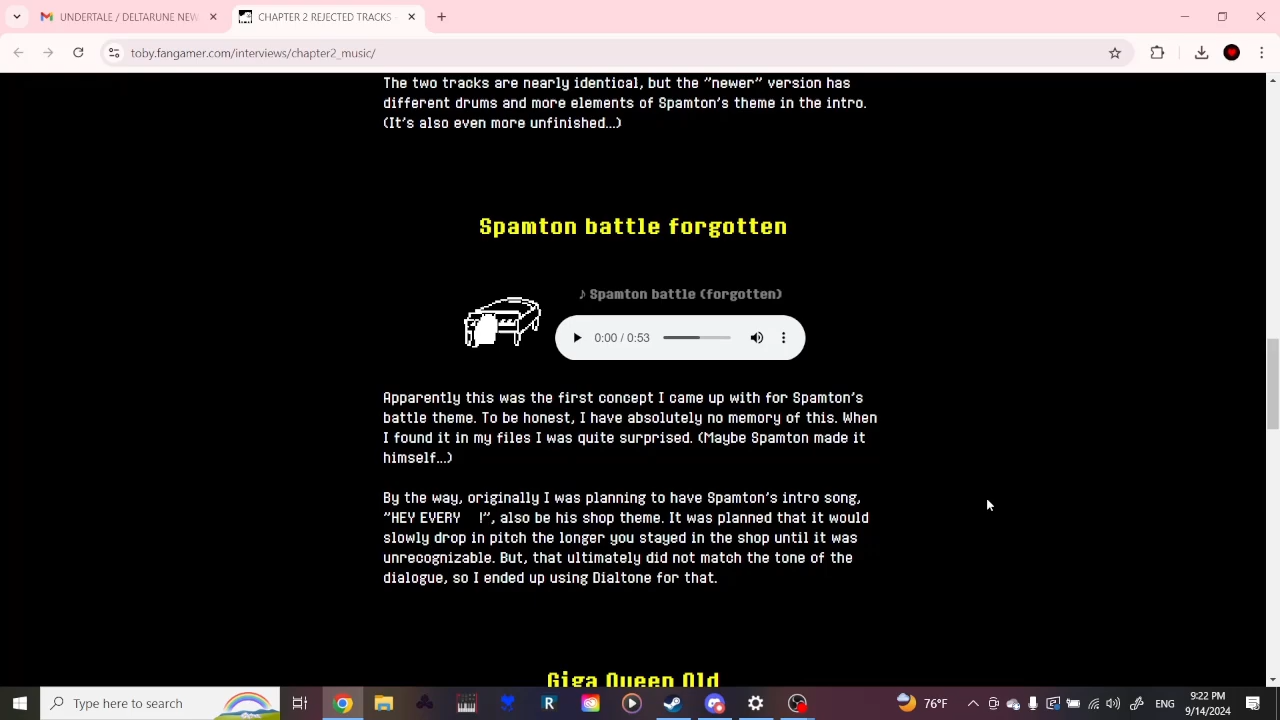 UNDERTALE / DELTARUNE NEW
CHAPTER 2 REJECTED TRACKS -
toby.fangamer.com/interviews/chapter2_music/
The two tracks are nearly identical, but the "newer" version has
different drums and more elements of Spamton's theme in the intro.
(It's also even more unfinished...)
Spamton battle forgotten
♪ Spamton battle (forgotten)
0:00 / 0:53
Apparently this was the first concept I came up with for Spamton's
battle theme. To be honest, I have absolutely no memory of this. When
I found it in my files I was quite surprised. (Maybe Spamton made it
himself...)
By the way, originally I was planning to have Spamton's intro song,
"HEY EVERY   !", also be his shop theme. It was planned that it would
slowly drop in pitch the longer you stayed in the shop until it was
unrecognizable. But, that ultimately did not match the tone of the
dialogue, so I ended up using Dialtone for that.
Giga Queen Old
Type here to search
76°F
ENG
9:22 PM
9/14/2024